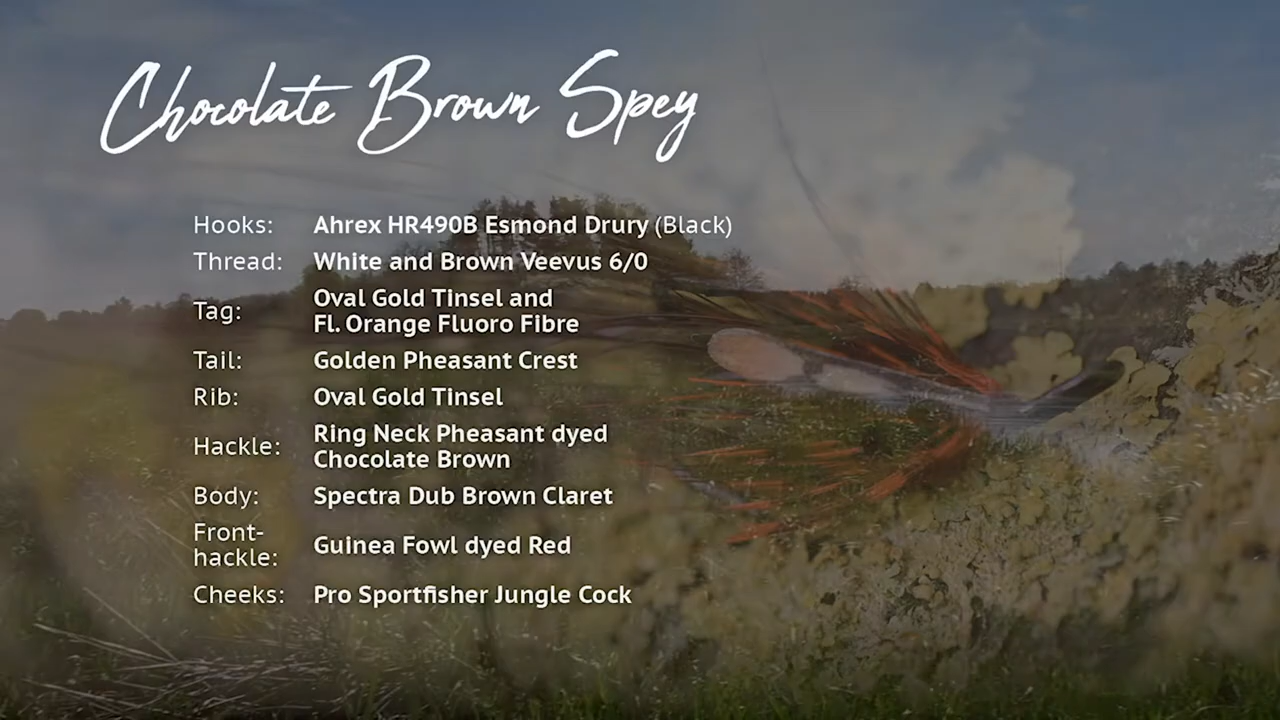 Chocolate Brown Spey
Hooks: Ahrex HR490B Esmond Drury (Black)
Thread: White and Brown Veevus 6/0
Tag: Oval Gold Tinsel and
Fl. Orange Fluoro Fibre
Tail: Golden Pheasant Crest
Rib: Oval Gold Tinsel
Hackle: Ring Neck Pheasant dyed
Chocolate Brown
Body: Spectra Dub Brown Claret
Front-
hackle: Guinea Fowl dyed Red
Cheeks: Pro Sportfisher Jungle Cock